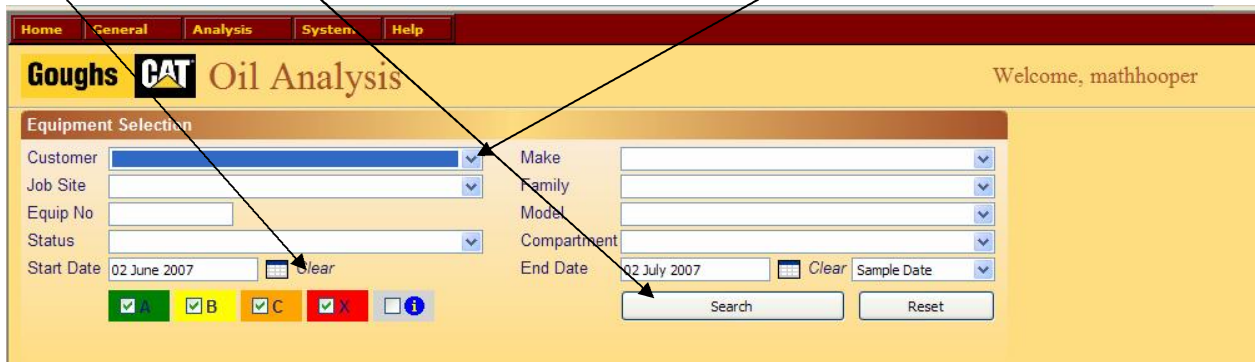 Home General Analysis System Help
Goughs CAT Oil Analysis Welcome, mathhooper
Equipment Selection
Customer Make
Job Site Family
Equip No Model
Status Compartment
Start Date 02 June 2007 Clear End Date 02 July 2007 Clear Sample Date
A B C X i Search Reset